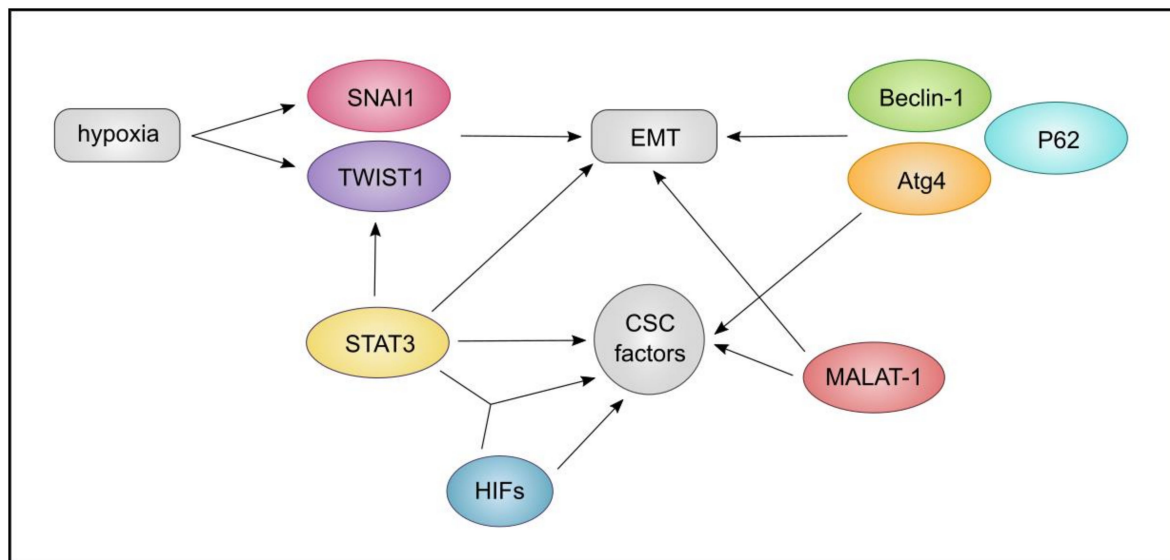 SNAI1
Beclin-1
hypoxia
EMT
P62
TWIST1
Atg4
STAT3
CSC
factors
MALAT-1
HIFs